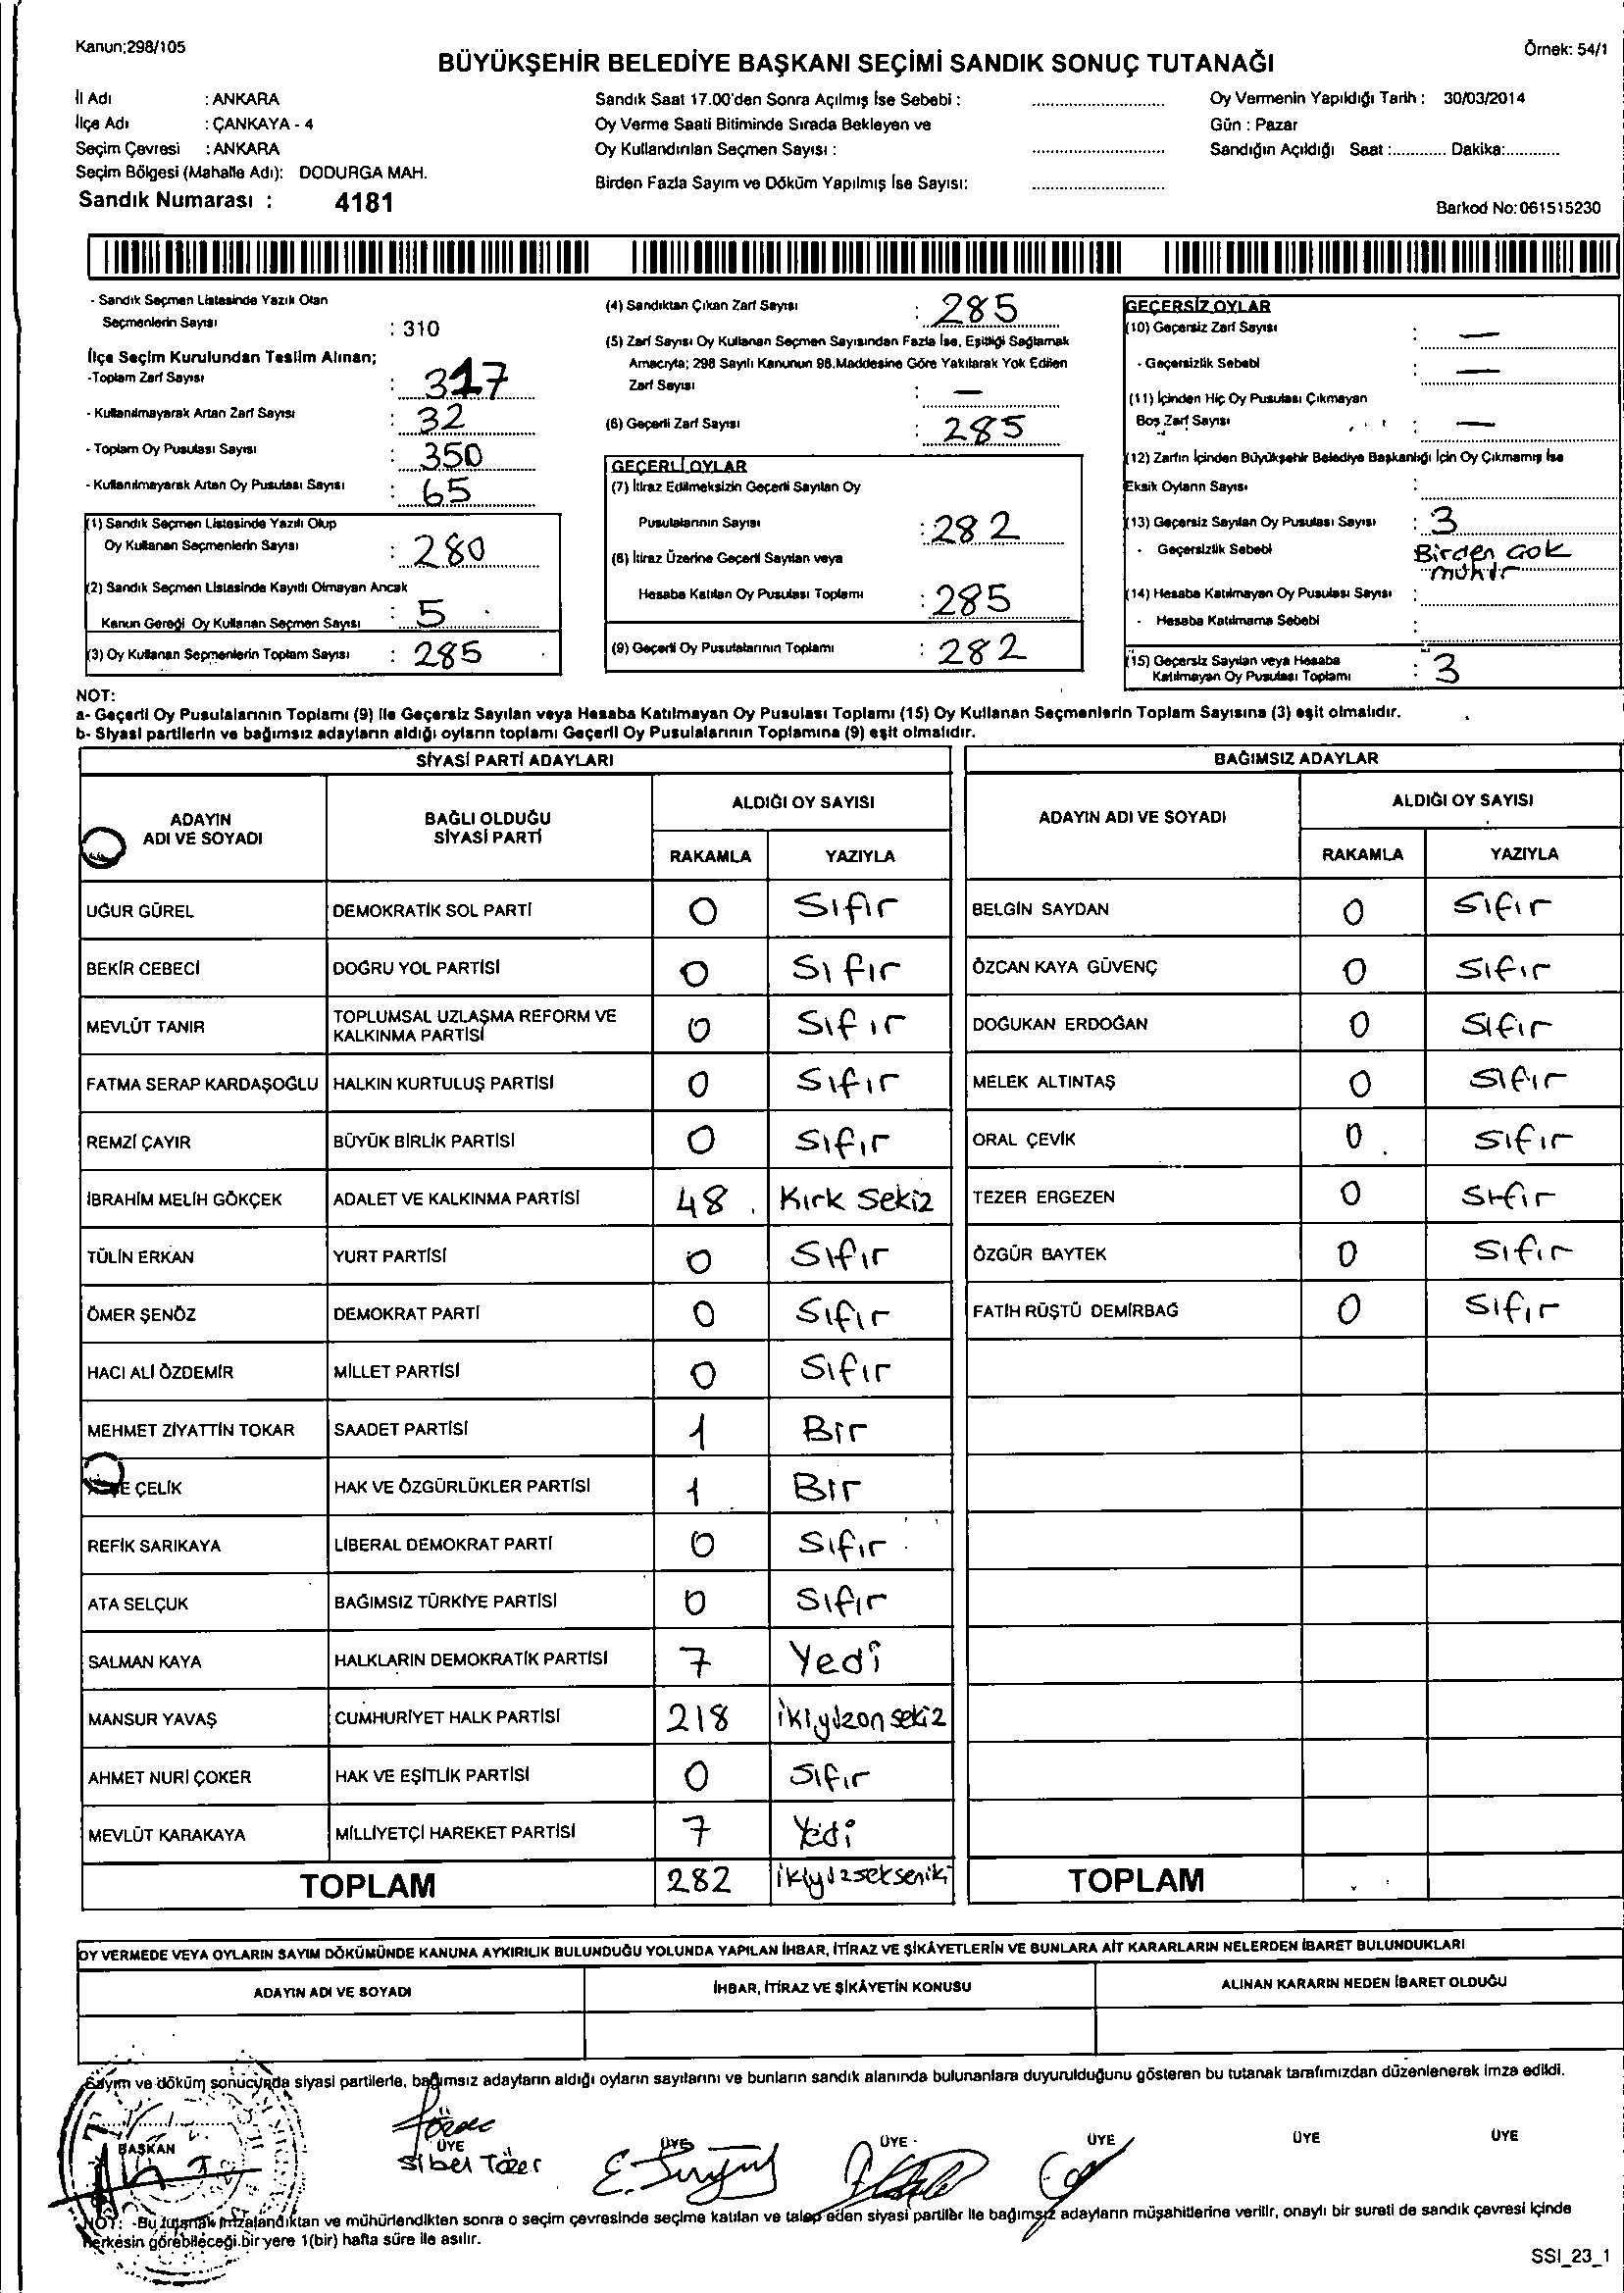 Kanun:298/105
Örnek: 54/1
BÜYÜKŞEHİR BELEDİYE BAŞKANI SEÇİMİ SANDIK SONUÇ TUTANAĞI
İl Adı : ANKARA
İlçe Adı : ÇANKAYA - 4
Seçim Çevresi : ANKARA
Seçim Bölgesi (Mahalle Adı): DODURGA MAH.
Sandık Numarası : 4181
Sandık Saat 17.00'den Sonra Açılmış İse Sebebi :
Oy Verme Saati Bitiminde Sırada Bekleyen ve
Oy Kullandırılan Seçmen Sayısı :
Birden Fazla Sayım ve Döküm Yapılmış İse Sayısı:
Oy Vermenin Yapıldığı Tarih : 30/03/2014
Gün : Pazar
Sandığın Açıldığı Saat :............ Dakika:............
Barkod No:061515230
- Sandık Seçmen Listesinde Yazılı Olan
Seçmenlerin Sayısı : 310
İlçe Seçim Kurulundan Teslim Alınan;
-Toplam Zarf Sayısı : 317
- Kullanılmayarak Artan Zarf Sayısı : 32
- Toplam Oy Pusulası Sayısı : 350
- Kullanılmayarak Artan Oy Pusulası Sayısı : 65
(1) Sandık Seçmen Listesinde Yazılı Olup
Oy Kullanan Seçmenlerin Sayısı : 280
(2) Sandık Seçmen Listesinde Kayıtlı Olmayan Ancak
Kanun Gereği Oy Kullanan Seçmen Sayısı : 5
(3) Oy Kullanan Seçmenlerin Toplam Sayısı : 285
(4) Sandıktan Çıkan Zarf Sayısı : 285
(5) Zarf Sayısı Oy Kullanan Seçmen Sayısından Fazla İse, Eşitliği Sağlamak
Amacıyla; 298 Sayılı Kanunun 98.Maddesine Göre Yakılarak Yok Edilen
Zarf Sayısı : —
(6) Geçerli Zarf Sayısı : 285
GEÇERLİ OYLAR
(7) İtiraz Edilmeksizin Geçerli Sayılan Oy
Pusulalarının Sayısı : 282
(8) İtiraz Üzerine Geçerli Sayılan veya
Hesaba Katılan Oy Pusulası Toplamı : 285
(9) Geçerli Oy Pusulalarının Toplamı : 282
GEÇERSİZ OYLAR
(10) Geçersiz Zarf Sayısı : —
- Geçersizlik Sebebi : —
(11) İçinden Hiç Oy Pusulası Çıkmayan
Boş Zarf Sayısı : —
(12) Zarfın İçinden Büyükşehir Belediye Başkanlığı İçin Oy Çıkmamış İse
Eksik Oyların Sayısı :
(13) Geçersiz Sayılan Oy Pusulası Sayısı : 3
- Geçersizlik Sebebi Birden Çok
mühür
(14) Hesaba Katılmayan Oy Pusulası Sayısı :
- Hesaba Katılmama Sebebi :
(15) Geçersiz Sayılan veya Hesaba
Katılmayan Oy Pusulası Toplamı : 3
NOT:
a- Geçerli Oy Pusulalarının Toplamı (9) ile Geçersiz Sayılan veya Hesaba Katılmayan Oy Pusulası Toplamı (15) Oy Kullanan Seçmenlerin Toplam Sayısına (3) eşit olmalıdır.
b- Siyasi partilerin ve bağımsız adayların aldığı oyların toplamı Geçerli Oy Pusulalarının Toplamına (9) eşit olmalıdır.
SİYASİ PARTİ ADAYLARI
ADAYIN
ADI VE SOYADI
BAĞLI OLDUĞU
SİYASİ PARTİ
ALDIĞI OY SAYISI
RAKAMLA YAZIYLA
UĞUR GÜREL DEMOKRATİK SOL PARTİ 0 Sıfır
BEKİR CEBECİ DOĞRU YOL PARTİSİ 0 Sıfır
MEVLÜT TANIR TOPLUMSAL UZLAŞMA REFORM VE
KALKINMA PARTİSİ 0 Sıfır
FATMA SERAP KARDAŞOĞLU HALKIN KURTULUŞ PARTİSİ 0 Sıfır
REMZİ ÇAYIR BÜYÜK BİRLİK PARTİSİ 0 Sıfır
İBRAHİM MELİH GÖKÇEK ADALET VE KALKINMA PARTİSİ 48 Kırk Sekiz
TÜLİN ERKAN YURT PARTİSİ 0 Sıfır
ÖMER ŞENÖZ DEMOKRAT PARTİ 0 Sıfır
HACI ALİ ÖZDEMİR MİLLET PARTİSİ 0 Sıfır
MEHMET ZİYATTİN TOKAR SAADET PARTİSİ 1 Bir
ÇELİK HAK VE ÖZGÜRLÜKLER PARTİSİ 1 Bir
REFİK SARIKAYA LİBERAL DEMOKRAT PARTİ 0 Sıfır
ATA SELÇUK BAĞIMSIZ TÜRKİYE PARTİSİ 0 Sıfır
SALMAN KAYA HALKLARIN DEMOKRATİK PARTİSİ 7 Yedi
MANSUR YAVAŞ CUMHURİYET HALK PARTİSİ 218 ikiyüzon sekiz
AHMET NURİ ÇOKER HAK VE EŞİTLİK PARTİSİ 0 Sıfır
MEVLÜT KARAKAYA MİLLİYETÇİ HAREKET PARTİSİ 7 Yedi
TOPLAM 282 ikiyüzseksen iki
BAĞIMSIZ ADAYLAR
ADAYIN ADI VE SOYADI
ALDIĞI OY SAYISI
RAKAMLA YAZIYLA
BELGİN SAYDAN 0 Sıfır
ÖZCAN KAYA GÜVENÇ 0 Sıfır
DOĞUKAN ERDOĞAN 0 Sıfır
MELEK ALTINTAŞ 0 Sıfır
ORAL ÇEVİK 0 Sıfır
TEZER ERGEZEN 0 Sıfır
ÖZGÜR BAYTEK 0 Sıfır
FATİH RÜŞTÜ DEMİRBAĞ 0 Sıfır
TOPLAM
OY VERMEDE VEYA OYLARIN SAYIM DÖKÜMÜNDE KANUNA AYKIRILIK BULUNDUĞU YOLUNDA YAPILAN İHBAR, İTİRAZ VE ŞİKÂYETLERİN VE BUNLARA AİT KARARLARIN NELERDEN İBARET BULUNDUKLARI
ADAYIN ADI VE SOYADI
İHBAR, İTİRAZ VE ŞİKÂYETİN KONUSU
ALINAN KARARIN NEDEN İBARET OLDUĞU
Sayım ve döküm sonucunda siyasi partilerle, bağımsız adayların aldığı oyların sayılarını ve bunların sandık alanında bulunanlara duyurulduğunu gösteren bu tutanak tarafımızdan düzenlenerek imza edildi.
BAŞKAN ÜYE ÜYE ÜYE ÜYE ÜYE ÜYE
Sibel Tözer
NOT: -Bu tutanak imzalandıktan ve mühürlendikten sonra o seçim çevresinde seçime katılan ve talep eden siyasi partiler ile bağımsız adayların müşahitlerine verilir, onaylı bir sureti de sandık çevresi içinde
herkesin görebileceği bir yere 1(bir) hafta süre ile asılır.
SSI_23_1